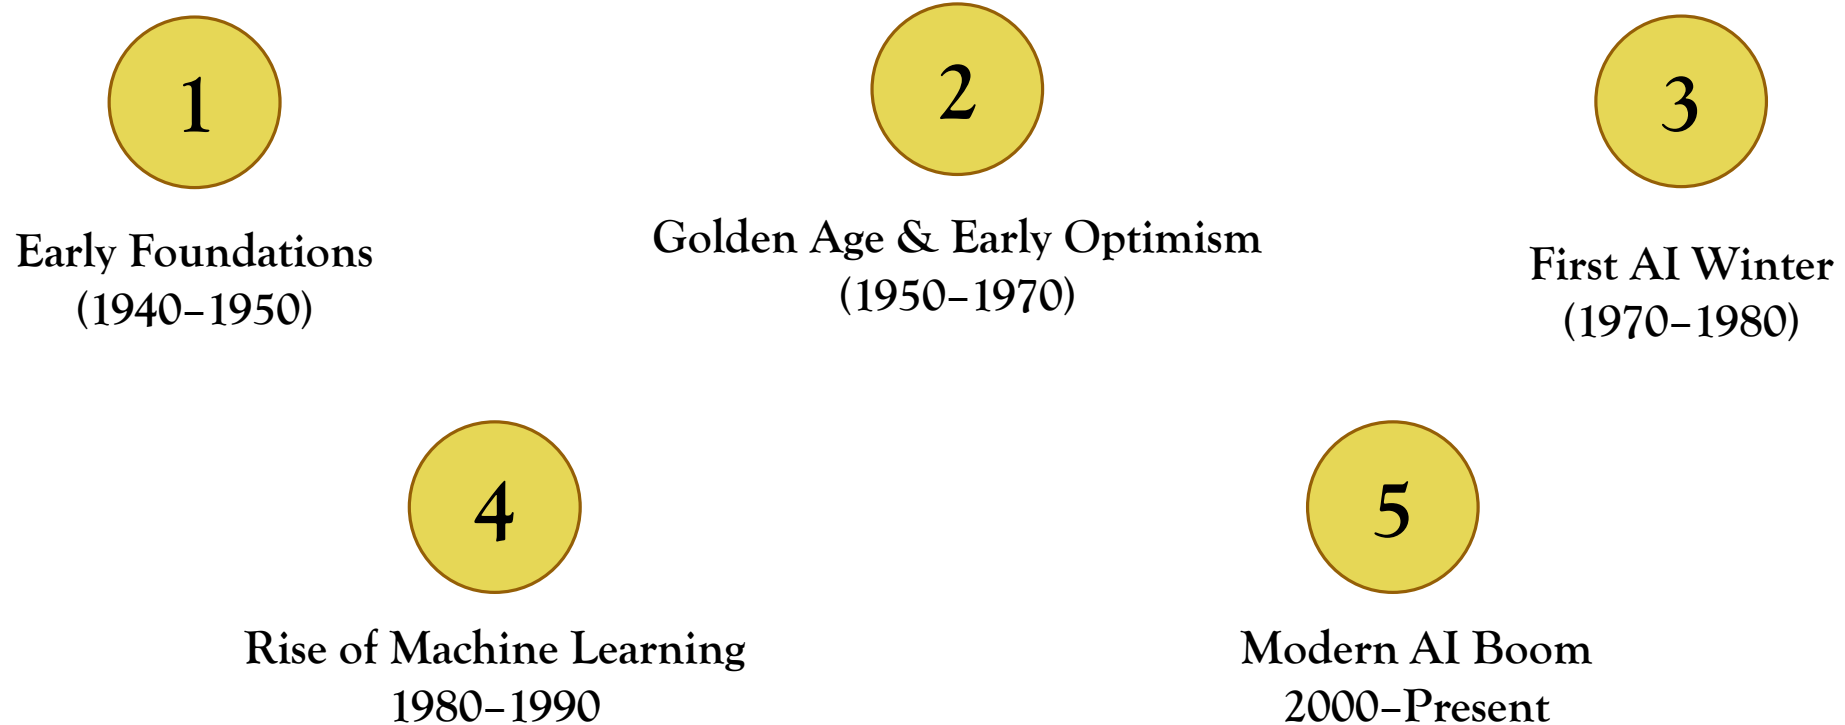 1
Early Foundations
(1940–1950)
2
Golden Age & Early Optimism
(1950–1970)
3
First AI Winter
(1970–1980)
4
Rise of Machine Learning
1980–1990
5
Modern AI Boom
2000–Present